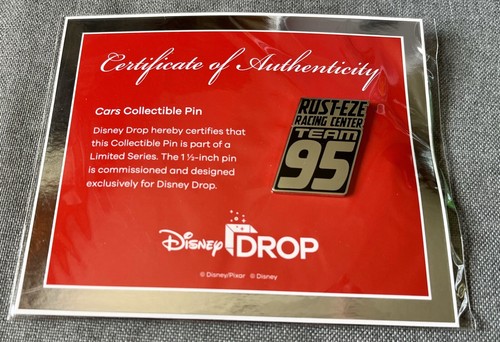 Certificate of Authenticity
Cars Collectible Pin
Disney Drop hereby certifies that
this Collectible Pin is part of a
Limited Series. The 1 ½-inch pin
is commissioned and designed
exclusively for Disney Drop.
RUST-EZE
RACING CENTER
TEAM
95
Disney DROP
© Disney/Pixar © Disney